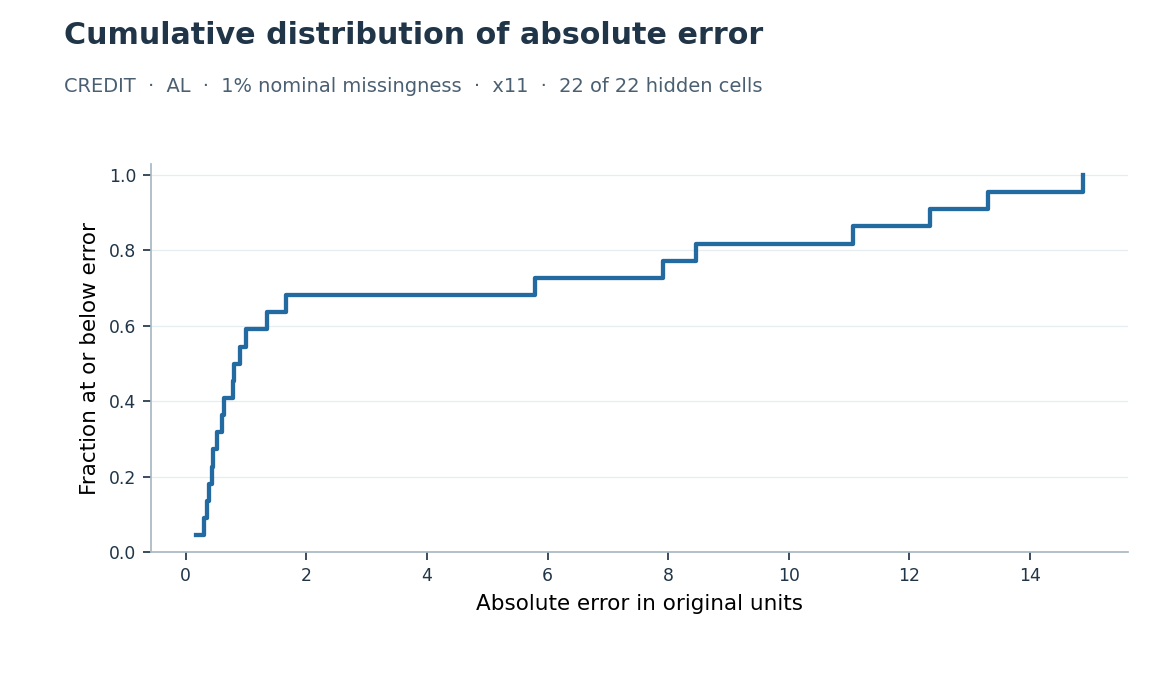 Cumulative distribution of absolute error
CREDIT · AL · 1% nominal missingness · x11 · 22 of 22 hidden cells
Fraction at or below error
1.0
0.8
0.6
0.4
0.2
0.0
0 2 4 6 8 10 12 14
Absolute error in original units